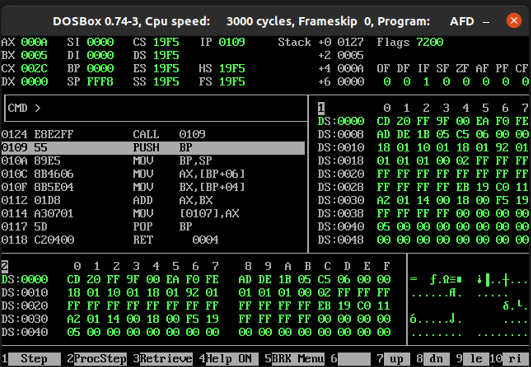 DOSBox 0.74-3, Cpu speed: 3000 cycles, Frameskip 0, Program: AFD
AX 000A SI 0000 CS 19F5 IP 0109 Stack +0 0127 Flags 7200
BX 0005 DI 0000 DS 19F5 +2 0005
CX 002C BP 0000 ES 19F5 HS 19F5 +4 000A OF DF IF SF ZF AF PF CF
DX 0000 SP FFF8 SS 19F5 FS 19F5 +6 0000 0 0 1 0 0 0 0 0
CMD >
0124 E8E2FF CALL 0109
0109 55 PUSH BP
010A 89E5 MOV BP,SP
010C 8B4606 MOV AX,[BP+06]
010F 8B5E04 MOV BX,[BP+04]
0112 01D8 ADD AX,BX
0114 A30701 MOV [0107],AX
0117 5D POP BP
0118 C20400 RET 0004
1 0 1 2 3 4 5 6 7
DS:0000 CD 20 FF 9F 00 EA F0 FE
DS:0008 AD DE 1B 05 C5 06 00 00
DS:0010 18 01 10 01 18 01 92 01
DS:0018 01 01 01 00 02 FF FF FF
DS:0020 FF FF FF FF FF FF FF FF
DS:0028 FF FF FF FF EB 19 C0 11
DS:0030 A2 01 14 00 18 00 F5 19
DS:0038 FF FF FF FF 00 00 00 00
DS:0040 05 00 00 00 00 00 00 00
DS:0048 00 00 00 00 00 00 00 00
2 0 1 2 3 4 5 6 7 8 9 A B C D E F
DS:0000 CD 20 FF 9F 00 EA F0 FE AD DE 1B 05 C5 06 00 00
DS:0010 18 01 10 01 18 01 92 01 01 01 01 00 02 FF FF FF
DS:0020 FF FF FF FF FF FF FF FF FF FF FF FF EB 19 C0 11
DS:0030 A2 01 14 00 18 00 F5 19 FF FF FF FF 00 00 00 00
DS:0040 05 00 00 00 00 00 00 00 00 00 00 00 00 00 00 00
1 Step 2ProcStep 3Retrieve 4Help ON 5BRK Menu 6 7 up 8 dn 9 le 10 ri